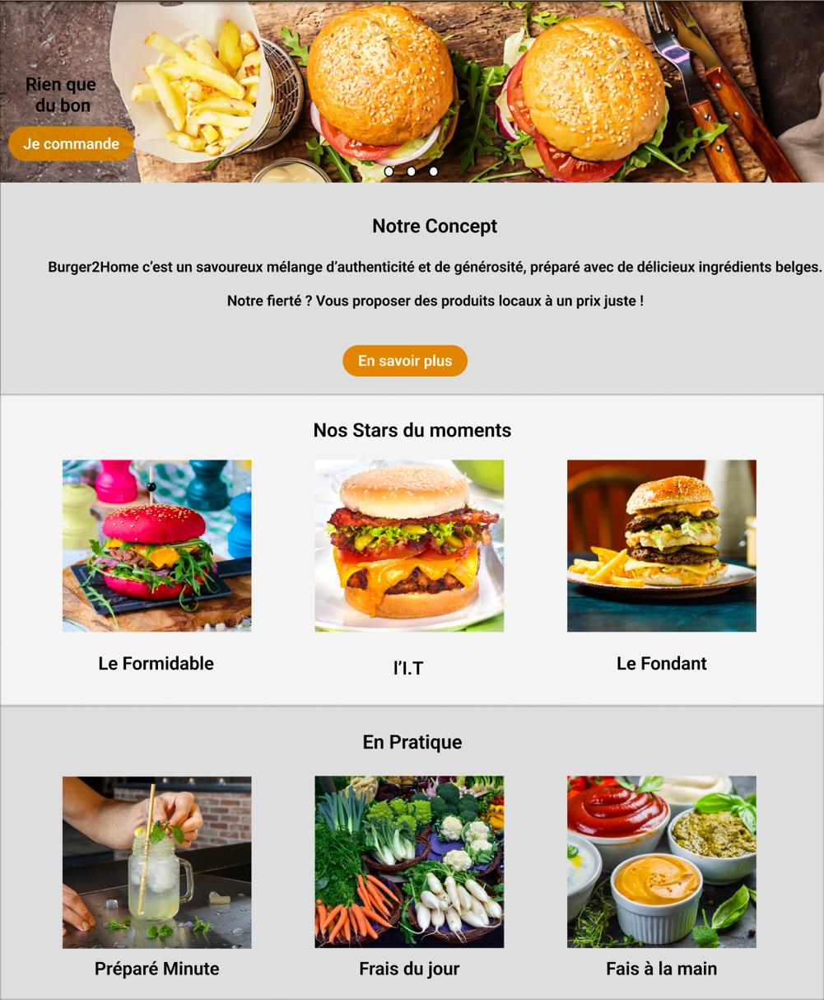 Rien que
du bon
Je commande
Notre Concept
Burger2Home c’est un savoureux mélange d’authenticité et de générosité, préparé avec de délicieux ingrédients belges.
Notre fierté ? Vous proposer des produits locaux à un prix juste !
En savoir plus
Nos Stars du moments
Le Formidable
l’I.T
Le Fondant
En Pratique
Préparé Minute
Frais du jour
Fais à la main